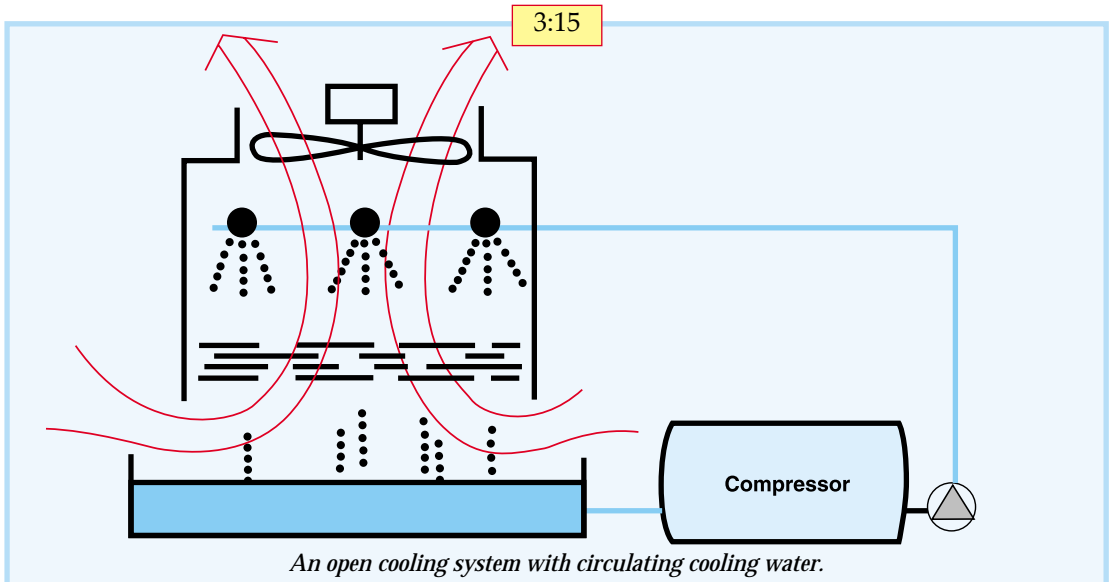 3:15
Compressor
An open cooling system with circulating cooling water.